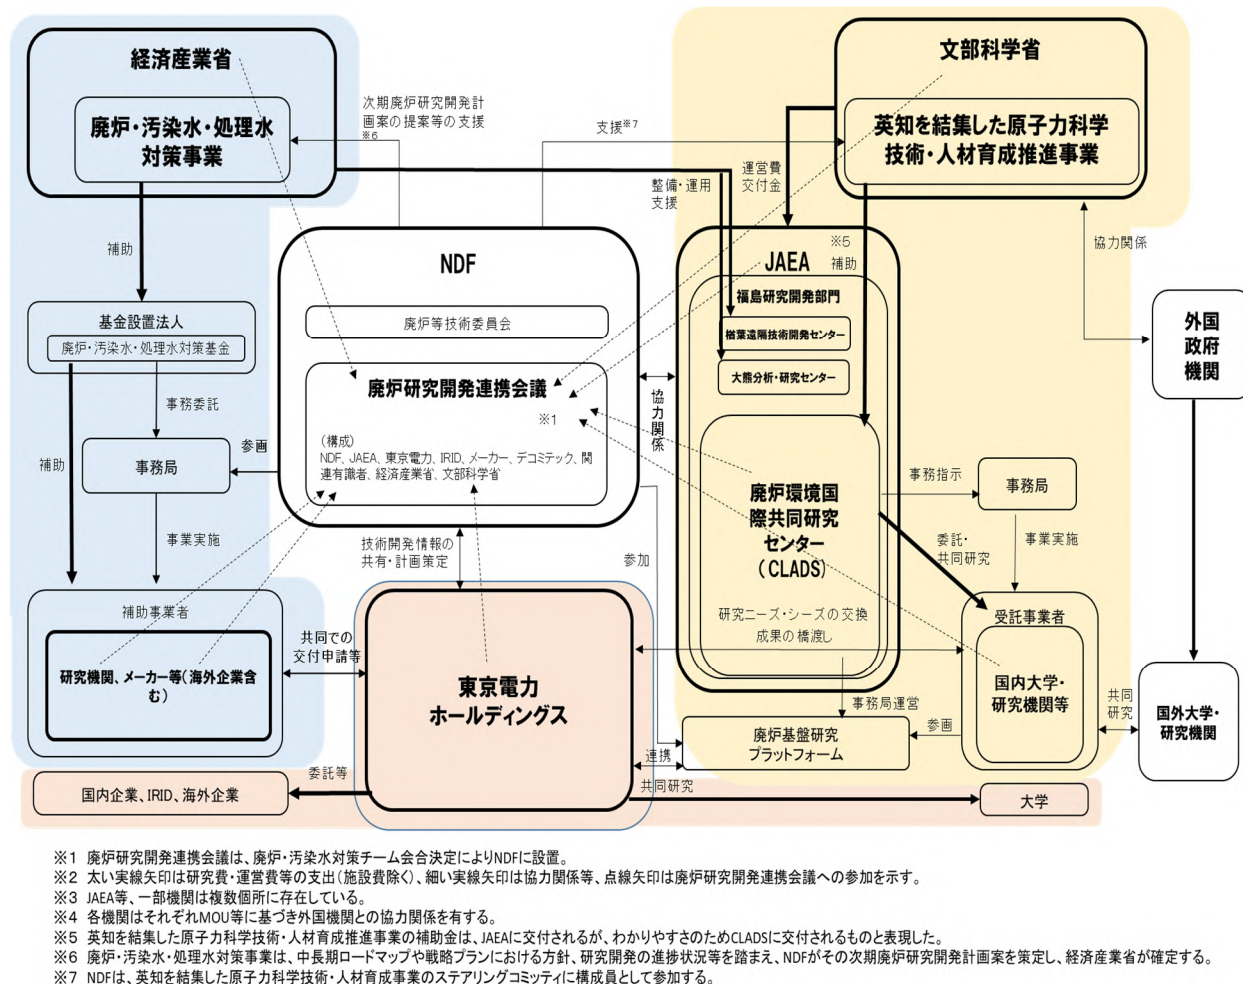 経済産業省
廃炉・汚染水・処理水
対策事業
次期廃炉研究開発計
画案の提案等の支援
※6
支援※7
文部科学省
英知を結集した原子力科学
技術・人材育成推進事業
整備・運用
支援
運営費
交付金
補助
協力関係
NDF
廃炉等技術委員会
廃炉研究開発連携会議
※1
(構成)
NDF、JAEA、東京電力、IRID、メーカー、デコミテック、関
連有識者、経済産業省、文部科学省
JAEA
※5
補助
福島研究開発部門
楢葉遠隔技術開発センター
大熊分析・研究センター
外国
政府
機関
基金設置法人
廃炉・汚染水・処理水対策基金
事務委託
補助
事務局
参画
協力関係
事業実施
廃炉環境国
際共同研究
センター
(CLADS)
事務指示
事務局
委託・
共同研究
事業実施
技術開発情報の
共有・計画策定
参加
研究ニーズ・シーズの交換
成果の橋渡し
補助事業者
研究機関、メーカー等(海外企業含
む)
共同での
交付申請等
東京電力
ホールディングス
受託事業者
国内大学・
研究機関等
共同
研究
国外大学・
研究機関
事務局運営
廃炉基盤研究
プラットフォーム
参画
連携
委託等
国内企業、IRID、海外企業
共同研究
大学
※1 廃炉研究開発連携会議は、廃炉・汚染水対策チーム会合決定によりNDFに設置。
※2 太い実線矢印は研究費・運営費等の支出(施設費除く)、細い実線矢印は協力関係等、点線矢印は廃炉研究開発連携会議への参加を示す。
※3 JAEA等、一部機関は複数個所に存在している。
※4 各機関はそれぞれMOU等に基づき外国機関との協力関係を有する。
※5 英知を結集した原子力科学技術・人材育成推進事業の補助金は、JAEAに交付されるが、わかりやすさのためCLADSに交付されるものと表現した。
※6 廃炉・汚染水・処理水対策事業は、中長期ロードマップや戦略プランにおける方針、研究開発の進捗状況等を踏まえ、NDFがその次期廃炉研究開発計画案を策定し、経済産業省が確定する。
※7 NDFは、英知を結集した原子力科学技術・人材育成事業のステアリングコミッティに構成員として参加する。